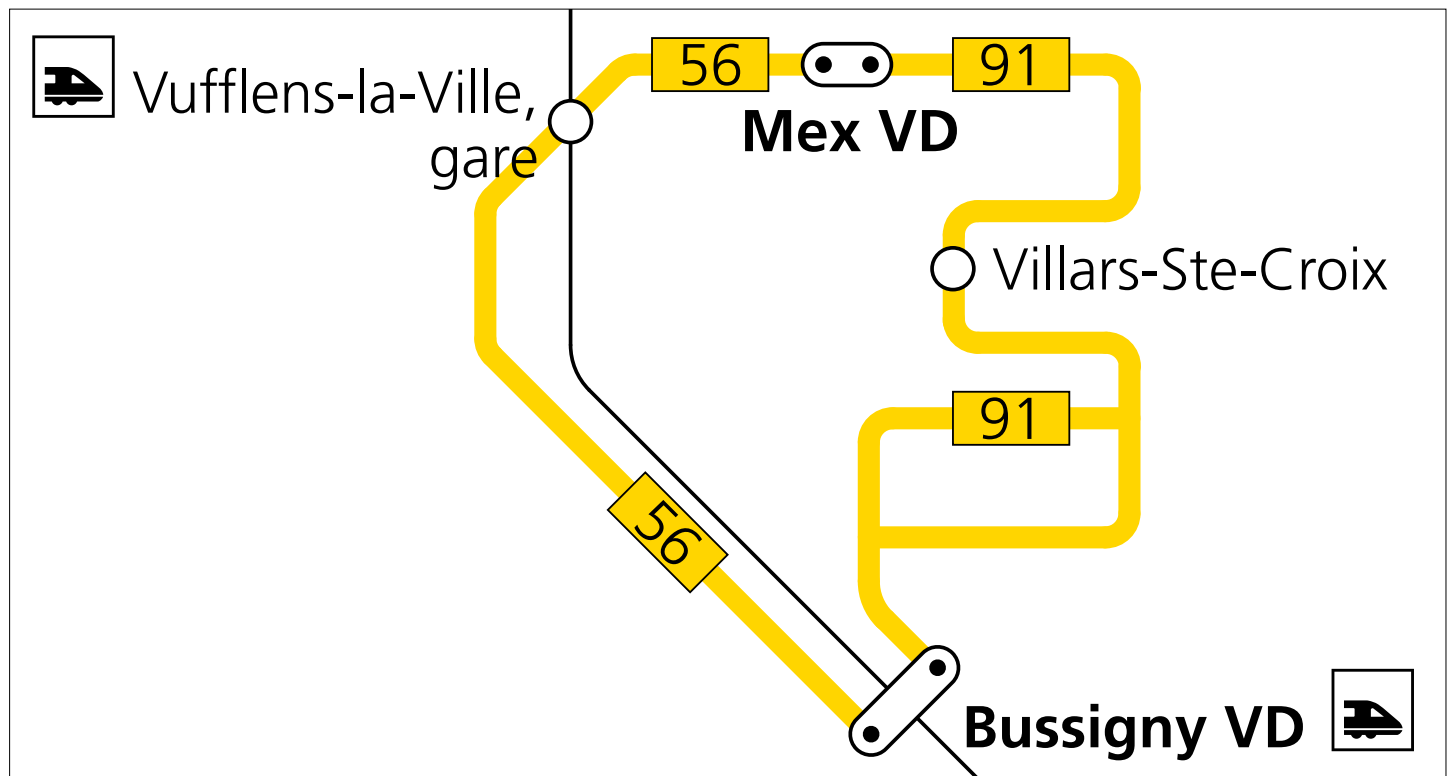 56
91
Vufflens-la-Ville,
gare
Mex VD
Villars-Ste-Croix
91
56
Bussigny VD